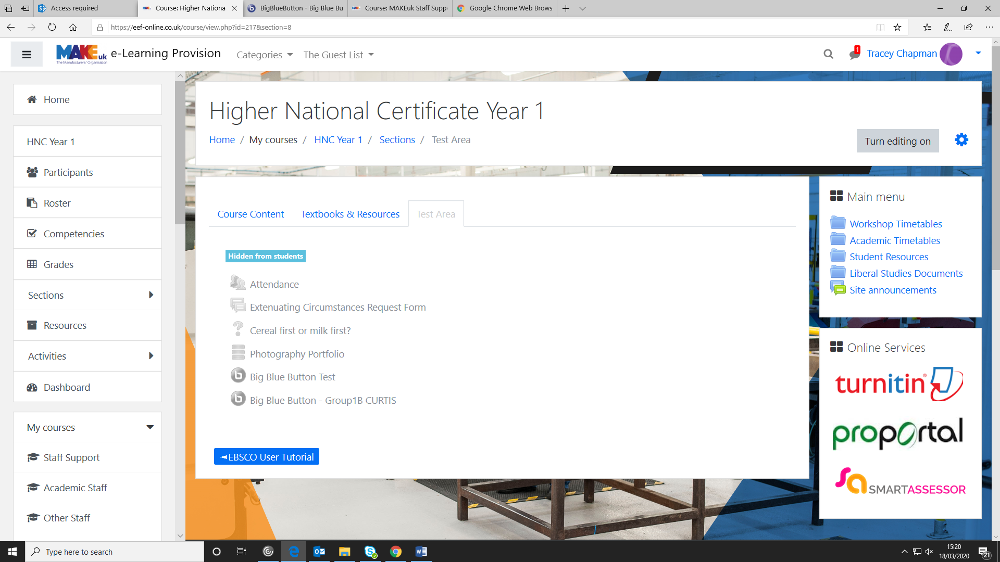 Access required
Course: Higher Nationa
BigBlueButton - Big Blue Bu
Course: MAKEuk Staff Supp
Google Chrome Web Brows
https://eef-online.co.uk/course/view.php?id=217&section=8
MAKE uk
The Manufacturers' Organisation
e-Learning Provision
Categories
The Guest List
1
Tracey Chapman
Home
HNC Year 1
Participants
Roster
Competencies
Grades
Sections
Resources
Activities
Dashboard
My courses
Staff Support
Academic Staff
Other Staff
Higher National Certificate Year 1
Home / My courses / HNC Year 1 / Sections / Test Area
Turn editing on
Course Content
Textbooks & Resources
Test Area
Hidden from students
Attendance
Extenuating Circumstances Request Form
Cereal first or milk first?
Photography Portfolio
Big Blue Button Test
Big Blue Button - Group1B CURTIS
◄EBSCO User Tutorial
Main menu
Workshop Timetables
Academic Timetables
Student Resources
Liberal Studies Documents
Site announcements
Online Services
turnitin®
proportal
sa SMARTASSESSOR
Type here to search
15:20
18/03/2020
21